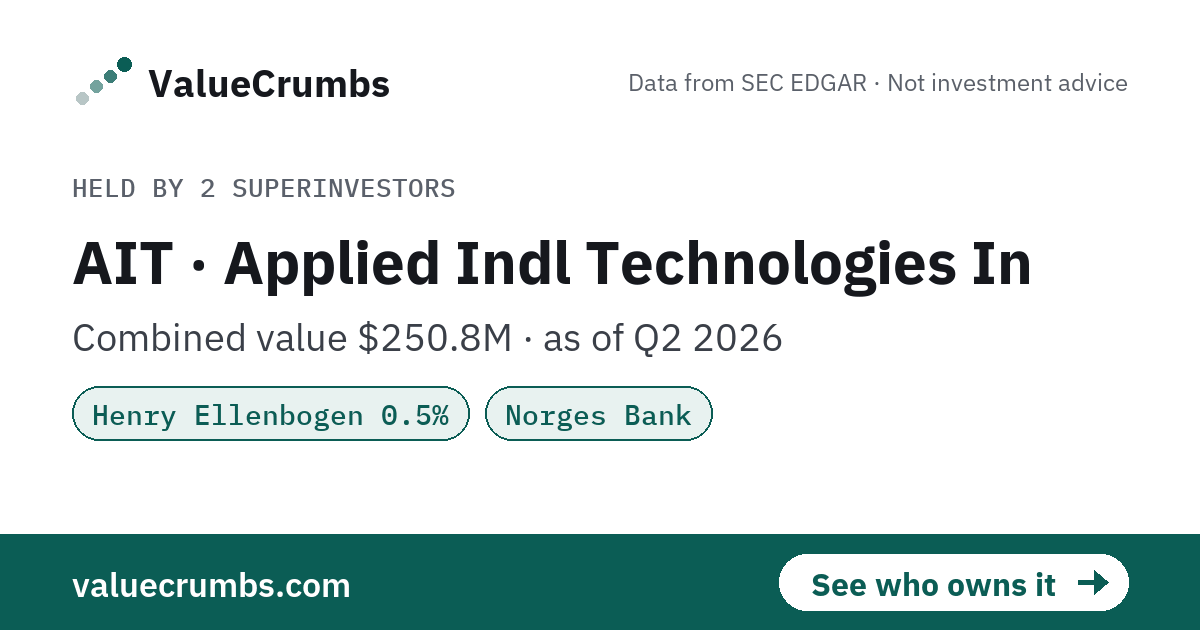 ValueCrumbs
Data from SEC EDGAR · Not investment advice
HELD BY 2 SUPERINVESTORS
AIT · Applied Indl Technologies In
Combined value $250.8M · as of Q2 2026
Henry Ellenbogen 0.5%
Norges Bank
valuecrumbs.com
See who owns it